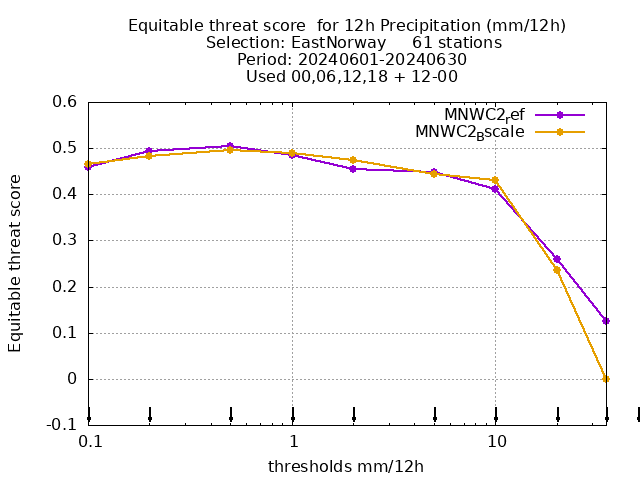 Equitable threat score  for 12h Precipitation (mm/12h)
Selection: EastNorway     61 stations
Period: 20240601-20240630
Used 00,06,12,18 + 12-00
MNWC2_ref
MNWC2_Bscale
Equitable threat score
0.6
0.5
0.4
0.3
0.2
0.1
0
-0.1
0.1 1 10
thresholds mm/12h